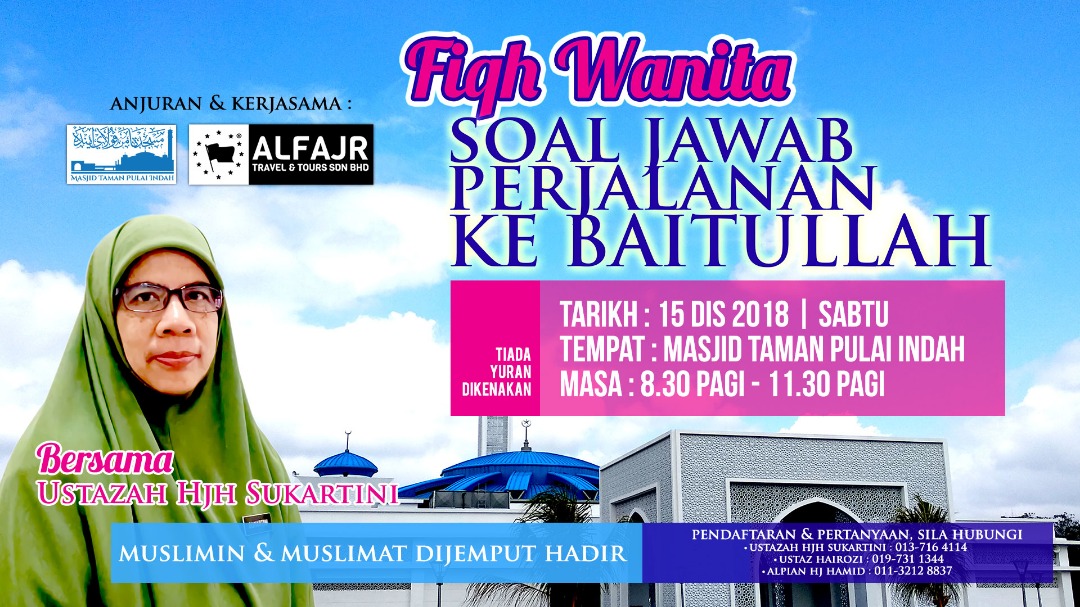 Fiqh Wanita
SOAL JAWAB
PERJALANAN
KE BAITULLAH
ANJURAN & KERJASAMA :
MASJID TAMAN PULAI INDAH
ALFAJR
TRAVEL & TOURS SDN BHD
TIADA
YURAN
DIKENAKAN
TARIKH : 15 DIS 2018 | SABTU
TEMPAT : MASJID TAMAN PULAI INDAH
MASA : 8.30 PAGI - 11.30 PAGI
Bersama
USTAZAH HJH SUKARTINI
MUSLIMIN & MUSLIMAT DIJEMPUT HADIR
PENDAFTARAN & PERTANYAAN, SILA HUBUNGI
• USTAZAH HJH SUKARTINI : 013-716 4114
• USTAZ HAIROZI : 019-731 1344
• ALPIAN HJ HAMID : 011-3212 8837